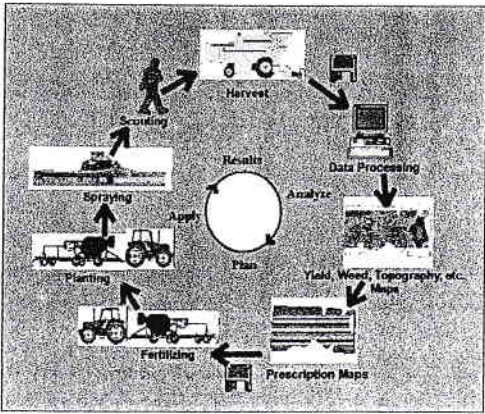 Harvest
Scouting
Data Processing
Results
Spraying
Analyze
Apply
Planting
Plan
Yield, Weed, Topography, etc.
Maps
Fertilizing
Prescription Maps